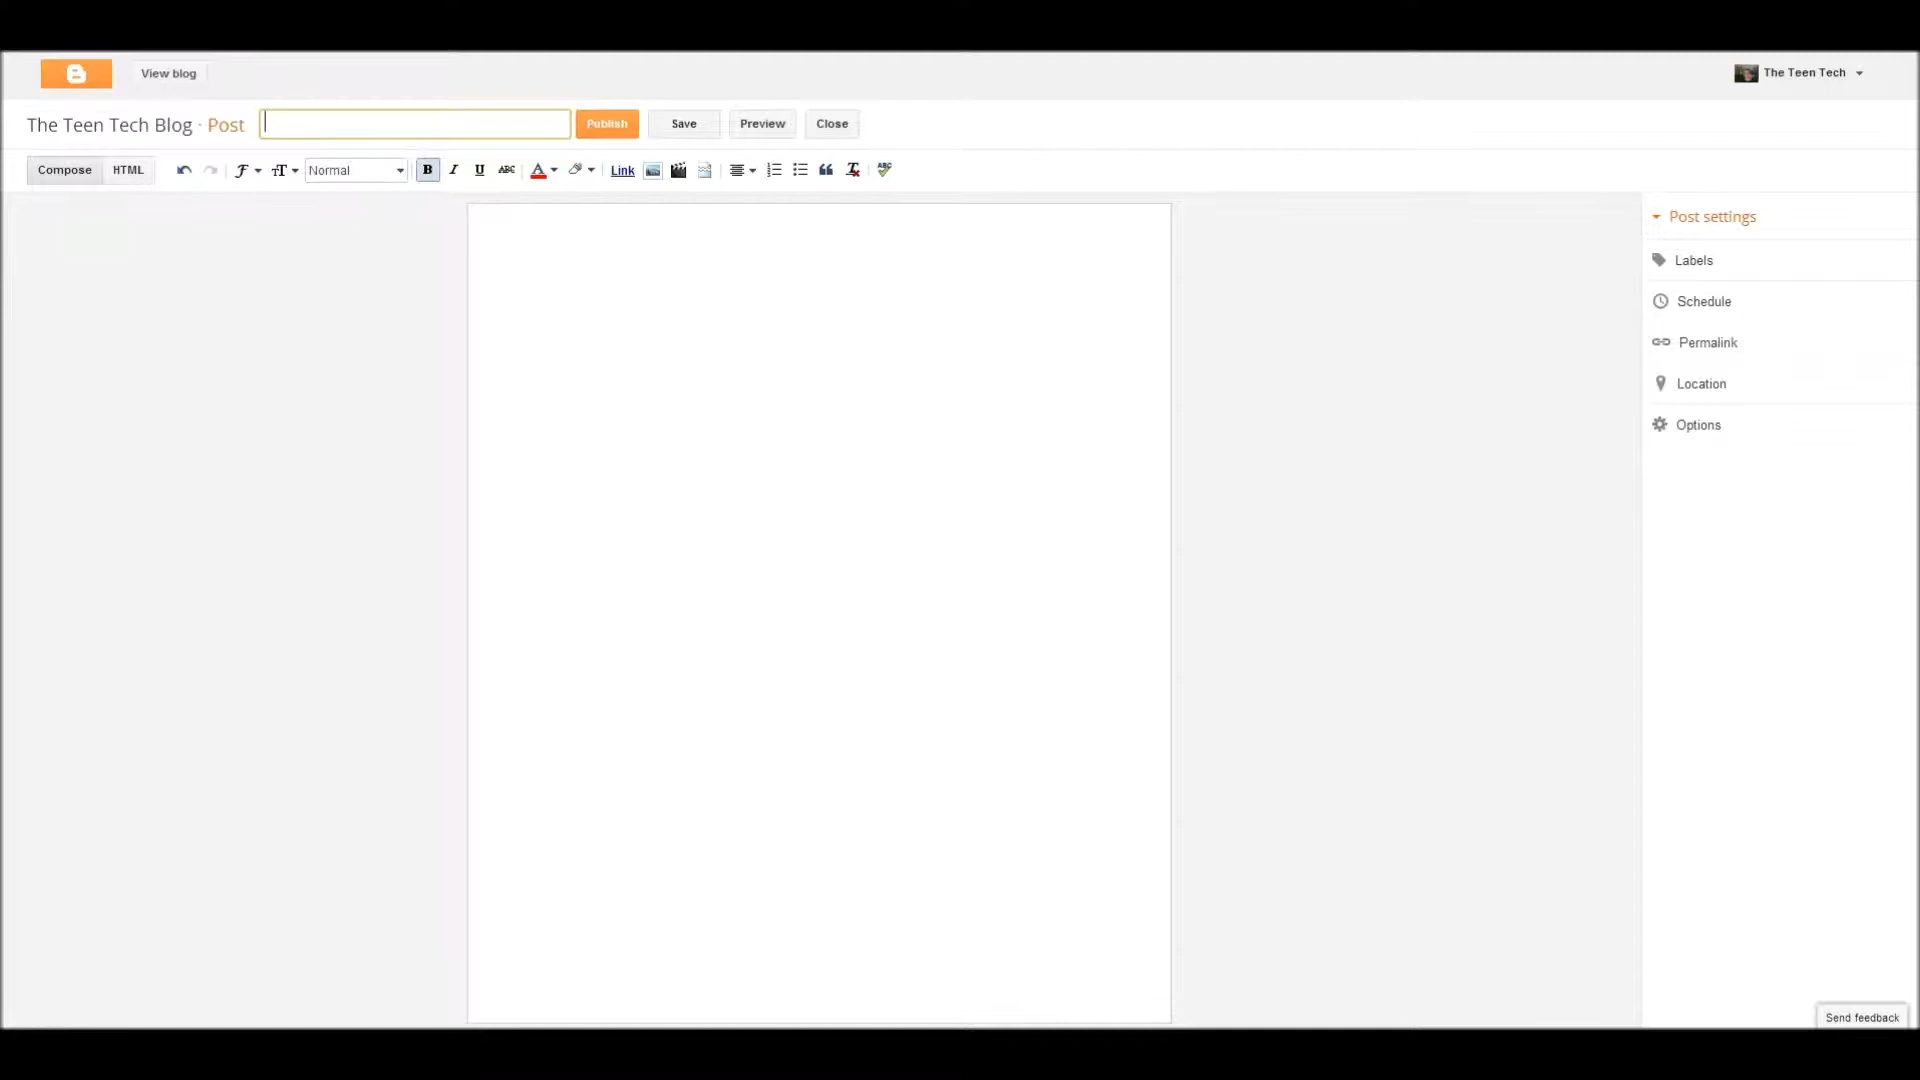 View blog
The Teen Tech
The Teen Tech Blog · Post
Publish
Save
Preview
Close
Compose
HTML
Normal
B
I
U
ABC
A
Link
ABC
Post settings
Labels
Schedule
Permalink
Location
Options
Send feedback